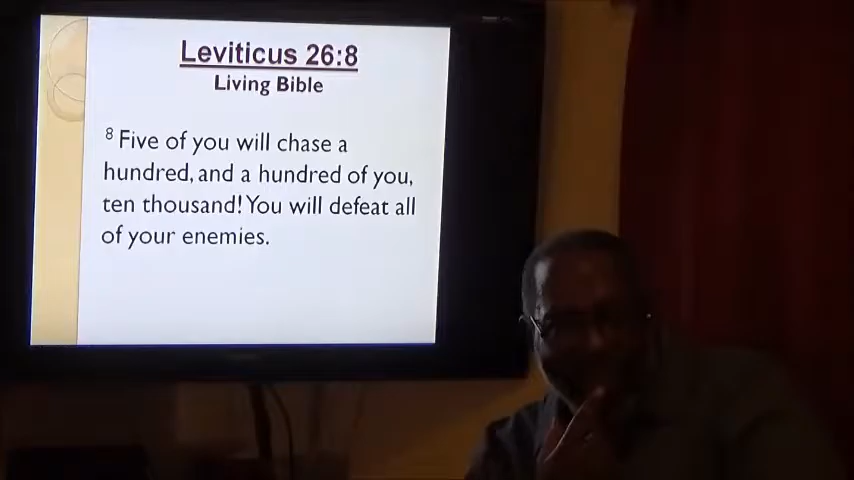 Leviticus 26:8
Living Bible
8 Five of you will chase a
hundred, and a hundred of you,
ten thousand! You will defeat all
of your enemies.